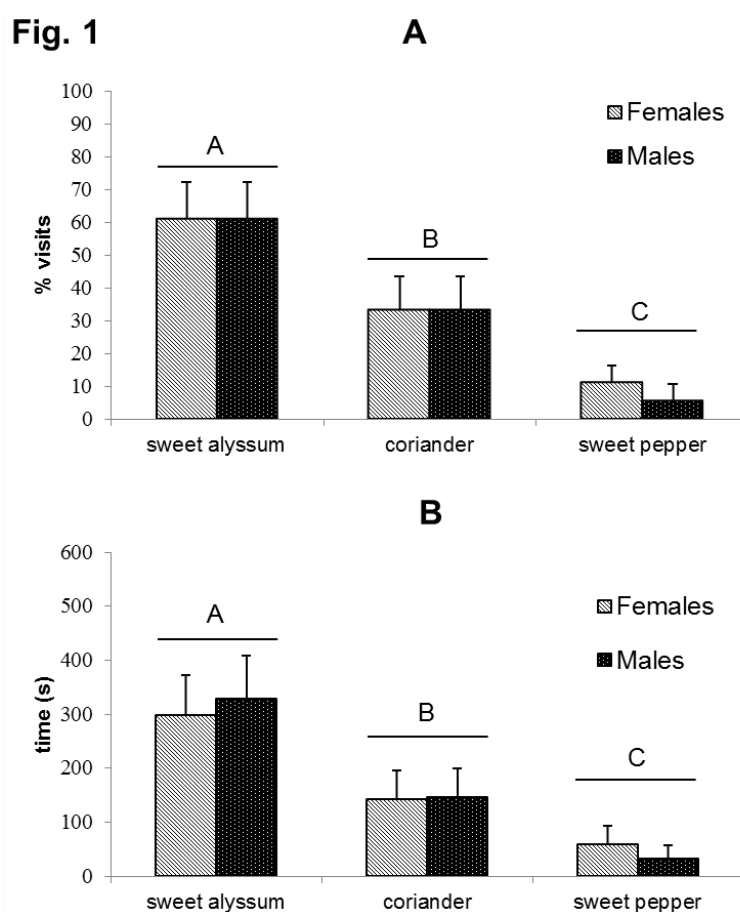 Fig. 1
A
100
90
80
70
60
50
40
30
20
10
0
% visits
A
B
C
Females
Males
sweet alyssum
coriander
sweet pepper
B
600
500
400
300
200
100
0
time (s)
A
B
C
Females
Males
sweet alyssum
coriander
sweet pepper